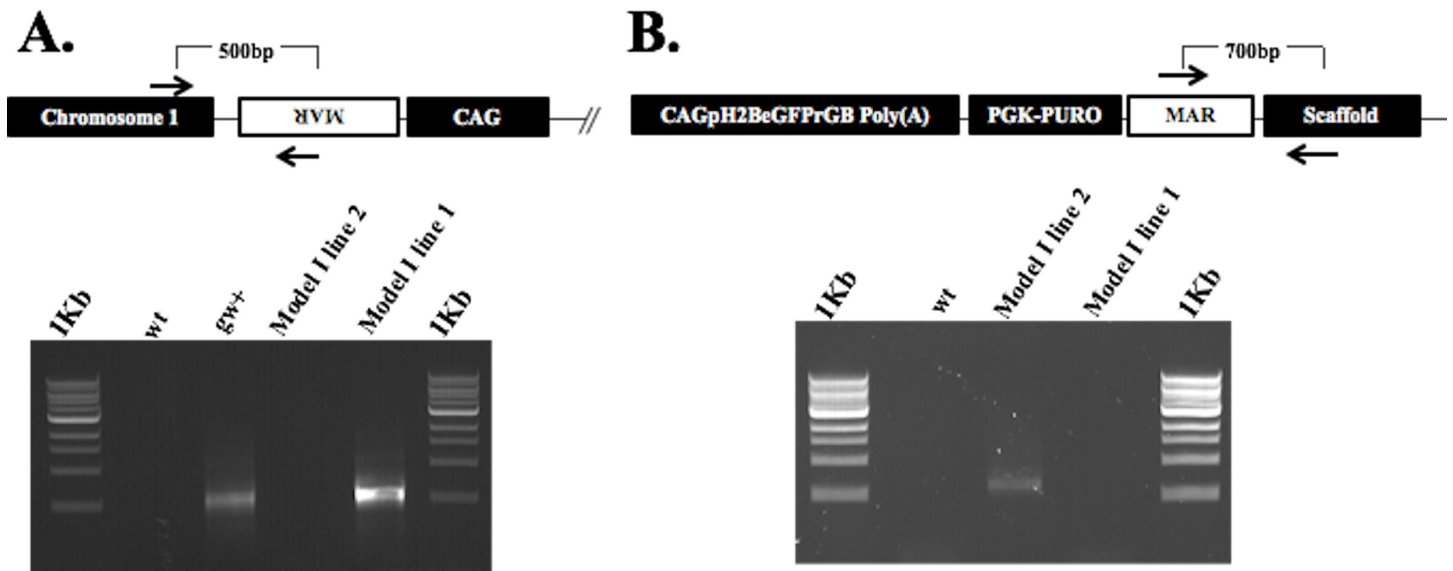 A.
500bp
Chromosome 1
MAR
CAG
//
1Kb
wt
gw+
Model I line 2
Model I line 1
1Kb
B.
700bp
CAGpH2BeGFPrGB Poly(A)
PGK-PURO
MAR
Scaffold
1Kb
wt
Model I line 2
Model I line 1
1Kb